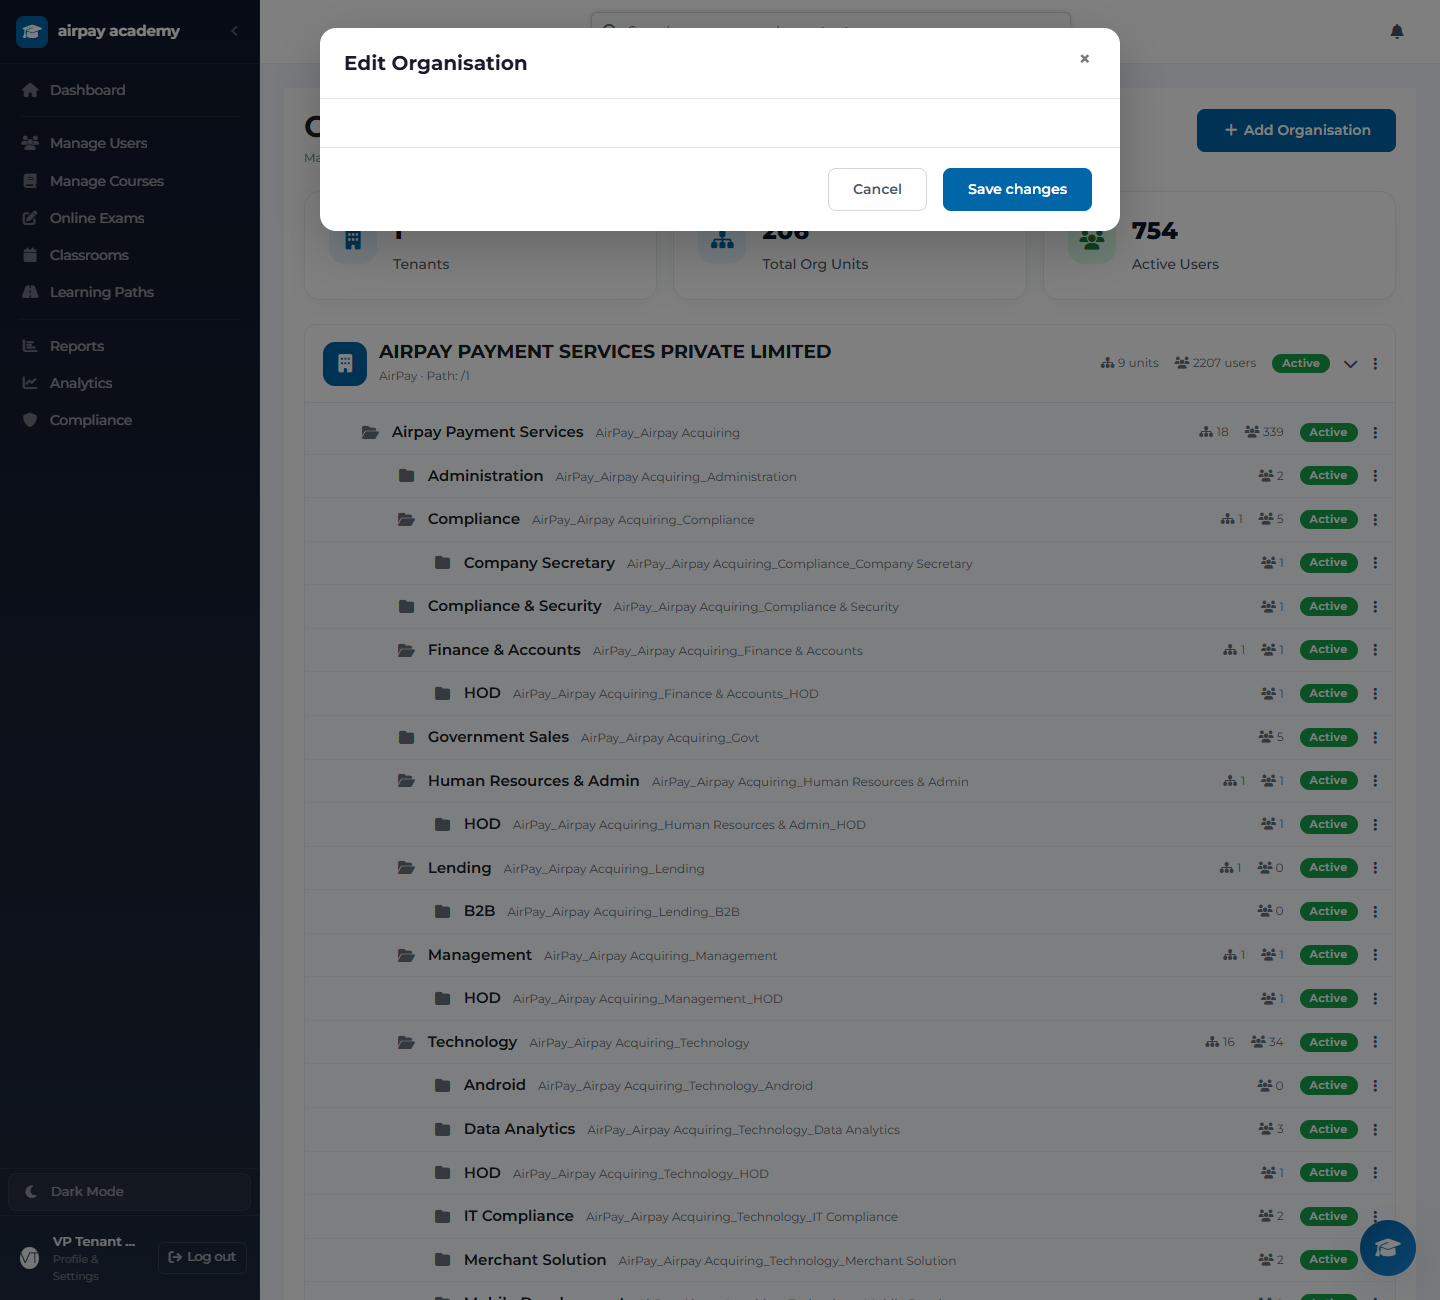 airpay academy
Dashboard
Manage Users
Manage Courses
Online Exams
Classrooms
Learning Paths
Reports
Analytics
Compliance
Dark Mode
VP Tenant ...
Profile & Settings
VT
Log out
Edit Organisation
×
Cancel
Save changes
+ Add Organisation
1
Tenants
208
Total Org Units
754
Active Users
AIRPAY PAYMENT SERVICES PRIVATE LIMITED
AirPay · Path: /1
9 units 2207 users Active
Airpay Payment Services AirPay_Airpay Acquiring 18 339 Active
Administration AirPay_Airpay Acquiring_Administration 2 Active
Compliance AirPay_Airpay Acquiring_Compliance 1 5 Active
Company Secretary AirPay_Airpay Acquiring_Compliance_Company Secretary 1 Active
Compliance & Security AirPay_Airpay Acquiring_Compliance & Security 1 Active
Finance & Accounts AirPay_Airpay Acquiring_Finance & Accounts 1 1 Active
HOD AirPay_Airpay Acquiring_Finance & Accounts_HOD 1 Active
Government Sales AirPay_Airpay Acquiring_Govt 5 Active
Human Resources & Admin AirPay_Airpay Acquiring_Human Resources & Admin 1 1 Active
HOD AirPay_Airpay Acquiring_Human Resources & Admin_HOD 1 Active
Lending AirPay_Airpay Acquiring_Lending 1 0 Active
B2B AirPay_Airpay Acquiring_Lending_B2B 0 Active
Management AirPay_Airpay Acquiring_Management 1 1 Active
HOD AirPay_Airpay Acquiring_Management_HOD 1 Active
Technology AirPay_Airpay Acquiring_Technology 16 34 Active
Android AirPay_Airpay Acquiring_Technology_Android 0 Active
Data Analytics AirPay_Airpay Acquiring_Technology_Data Analytics 3 Active
HOD AirPay_Airpay Acquiring_Technology_HOD 1 Active
IT Compliance AirPay_Airpay Acquiring_Technology_IT Compliance 2 Active
Merchant Solution AirPay_Airpay Acquiring_Technology_Merchant Solution 2 Active